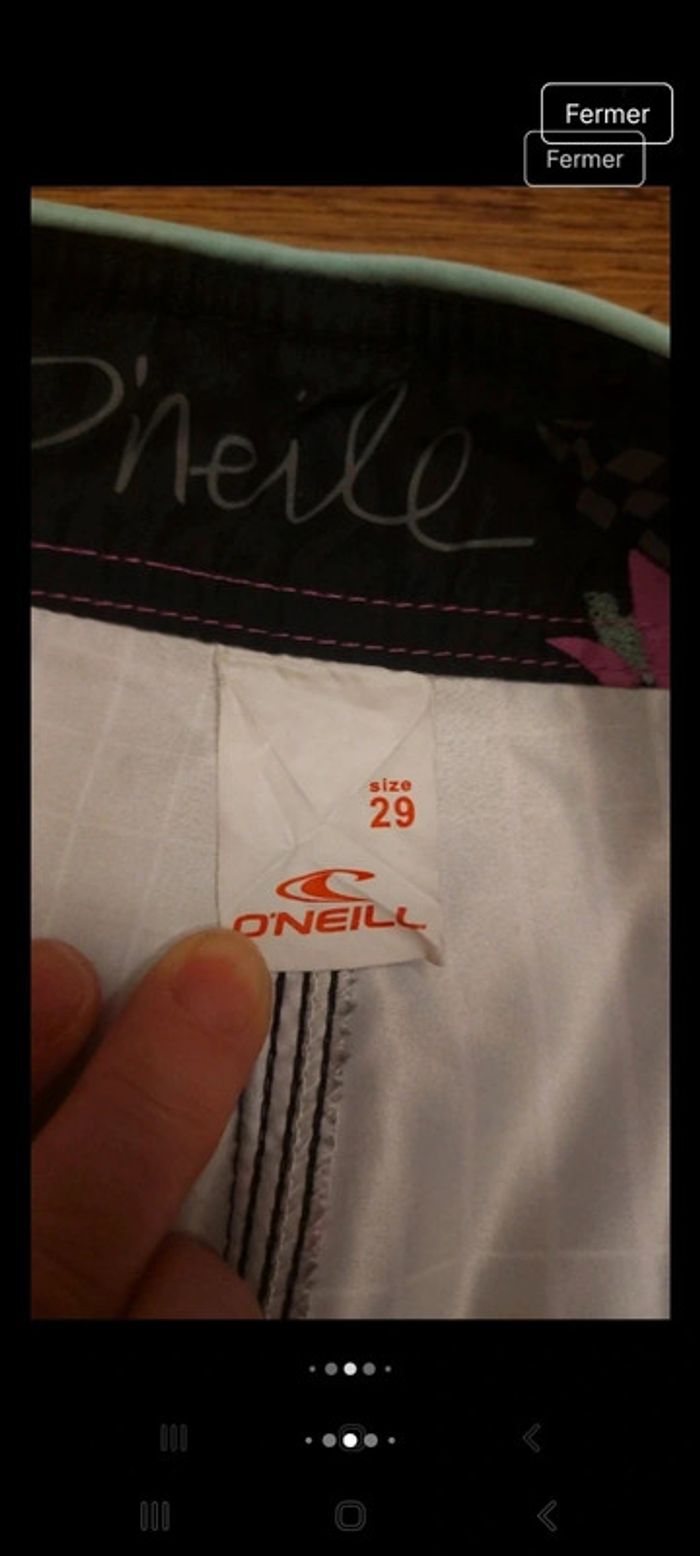 Fermer
Fermer
O'neill
size
29
O'NEILL